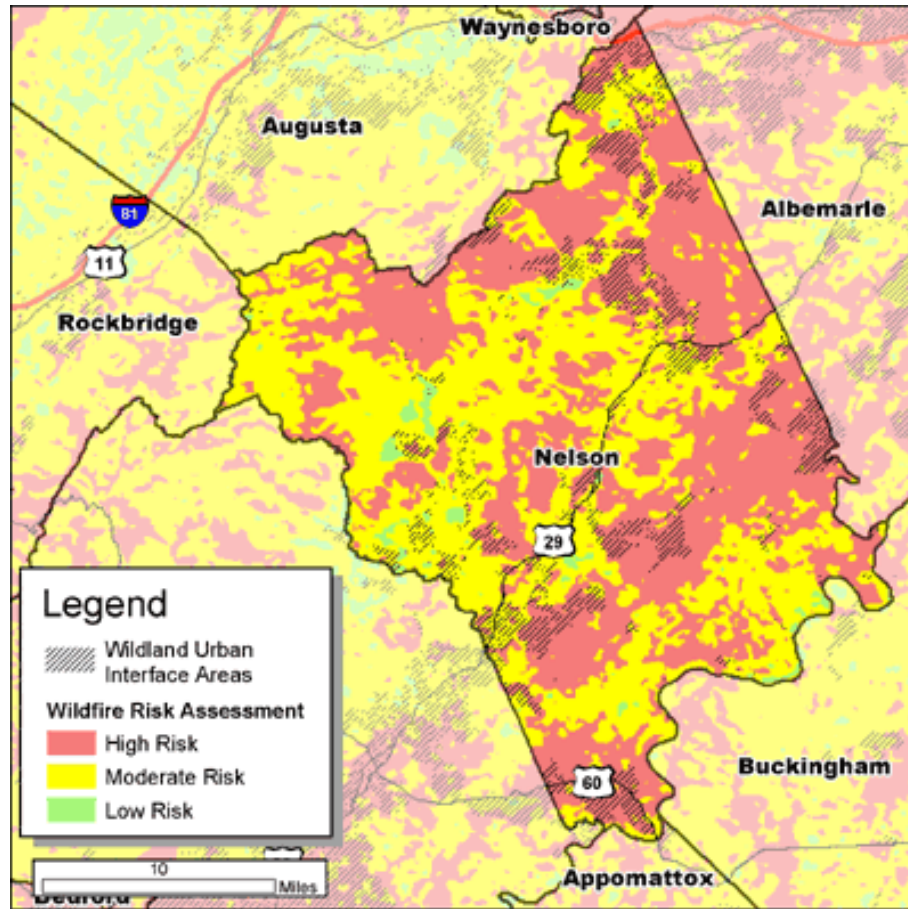 Waynesboro
Augusta
Albemarle
81
11
Rockbridge
Nelson
29
Legend
Wildland Urban
Interface Areas
Wildfire Risk Assessment
High Risk
Moderate Risk
Low Risk
60
Buckingham
10
Miles
Appomattox
Bedford